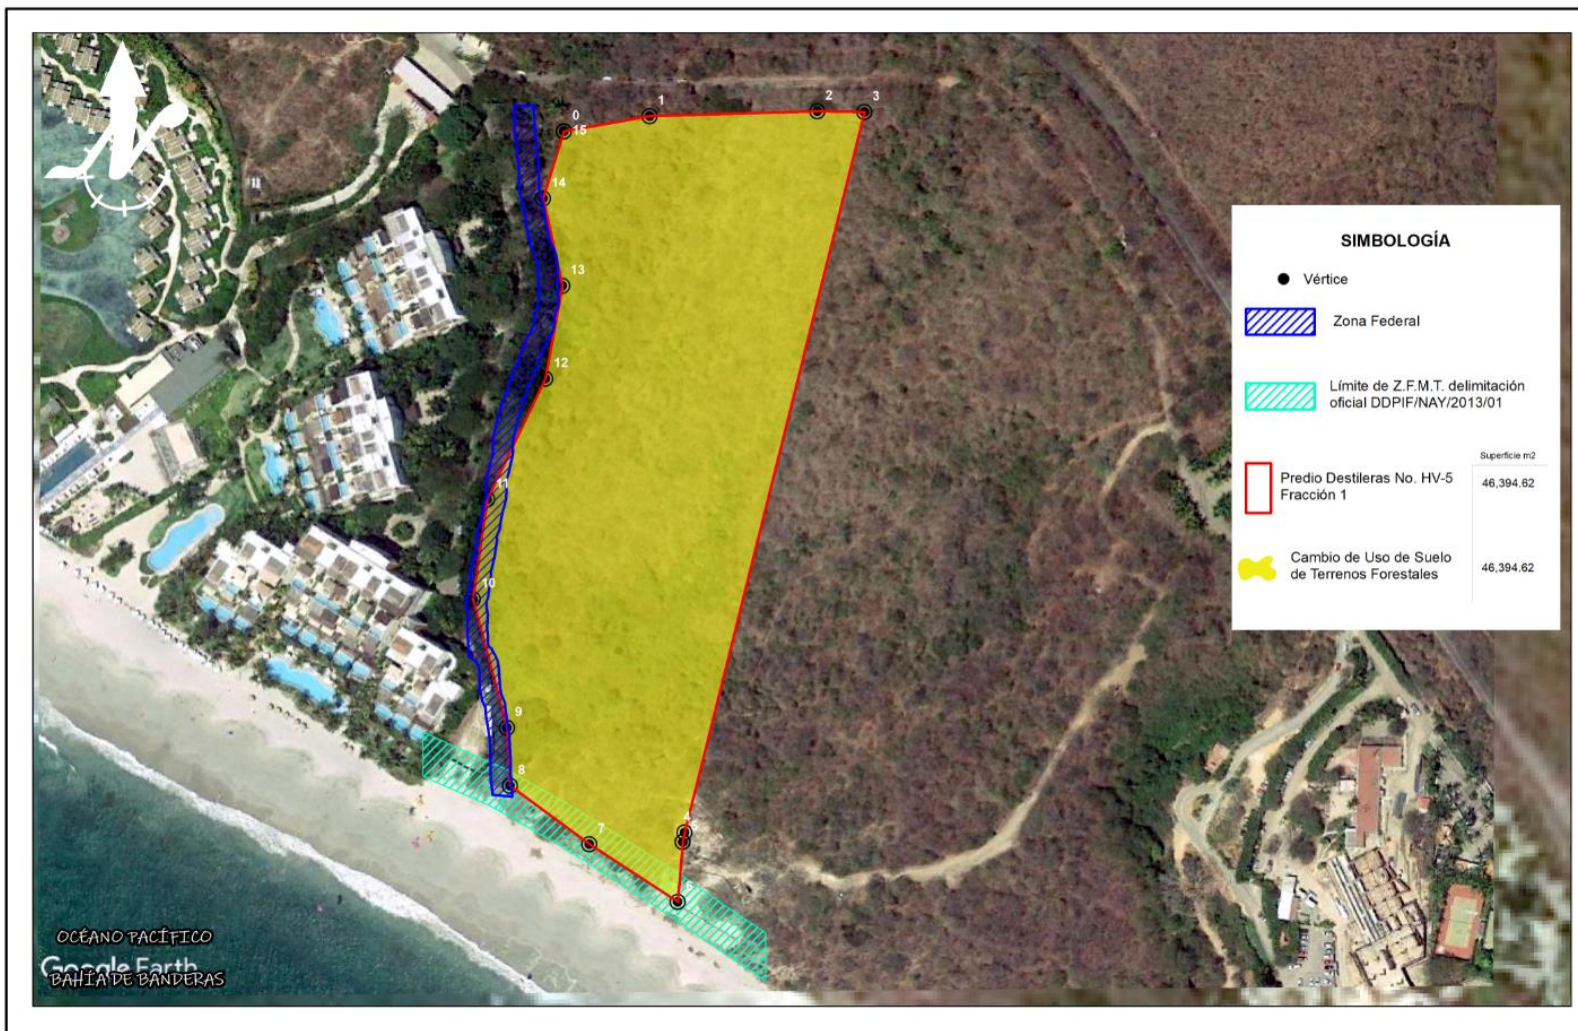 0
1
2
3
15
14
13
12
11
10
9
8
7
6
4
SIMBOLOGÍA
Vértice
Zona Federal
Límite de Z.F.M.T. delimitación
oficial DDPIF/NAY/2013/01
Superficie m2
Predio Destileras No. HV-5
Fracción 1
46,394.62
Cambio de Uso de Suelo
de Terrenos Forestales
46,394.62
OCÉANO PACÍFICO
Google Earth
BAHÍA DE BANDERAS